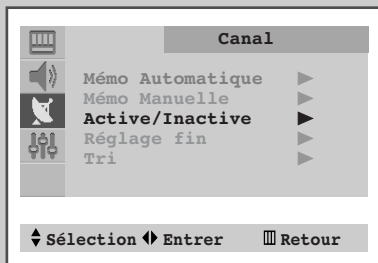 Canal
Mémo Automatique
Mémo Manuelle
Active/Inactive
Réglage fin
Tri
Sélection Entrer Retour